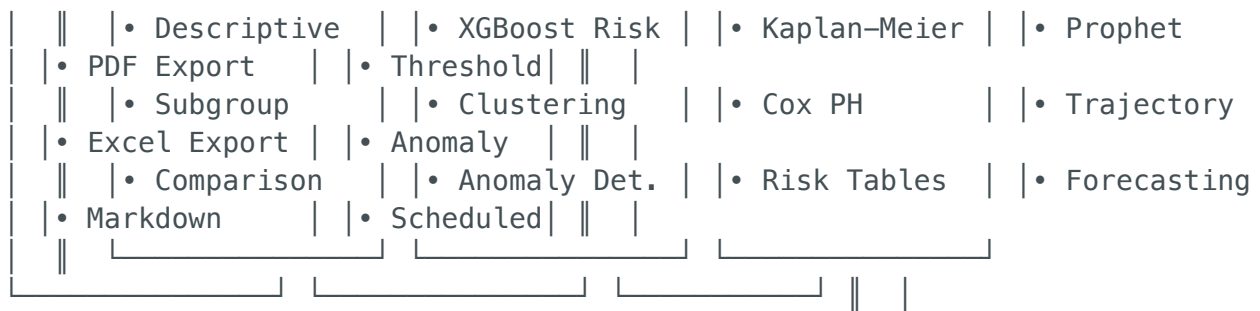 │  ║  │• Descriptive  │ │• XGBoost Risk │ │• Kaplan-Meier │ │• Prophet
│ │• PDF Export   │ │• Threshold│ ║  │
│  ║  │• Subgroup     │ │• Clustering   │ │• Cox PH       │ │• Trajectory
│ │• Excel Export │ │• Anomaly  │ ║  │
│  ║  │• Comparison   │ │• Anomaly Det. │ │• Risk Tables  │ │• Forecasting
│ │• Markdown     │ │• Scheduled│ ║  │
│  ║  └───────────────┘ └───────────────┘ └───────────────┘
└───────────────┘ └───────────────┘ └───────────┘ ║  │